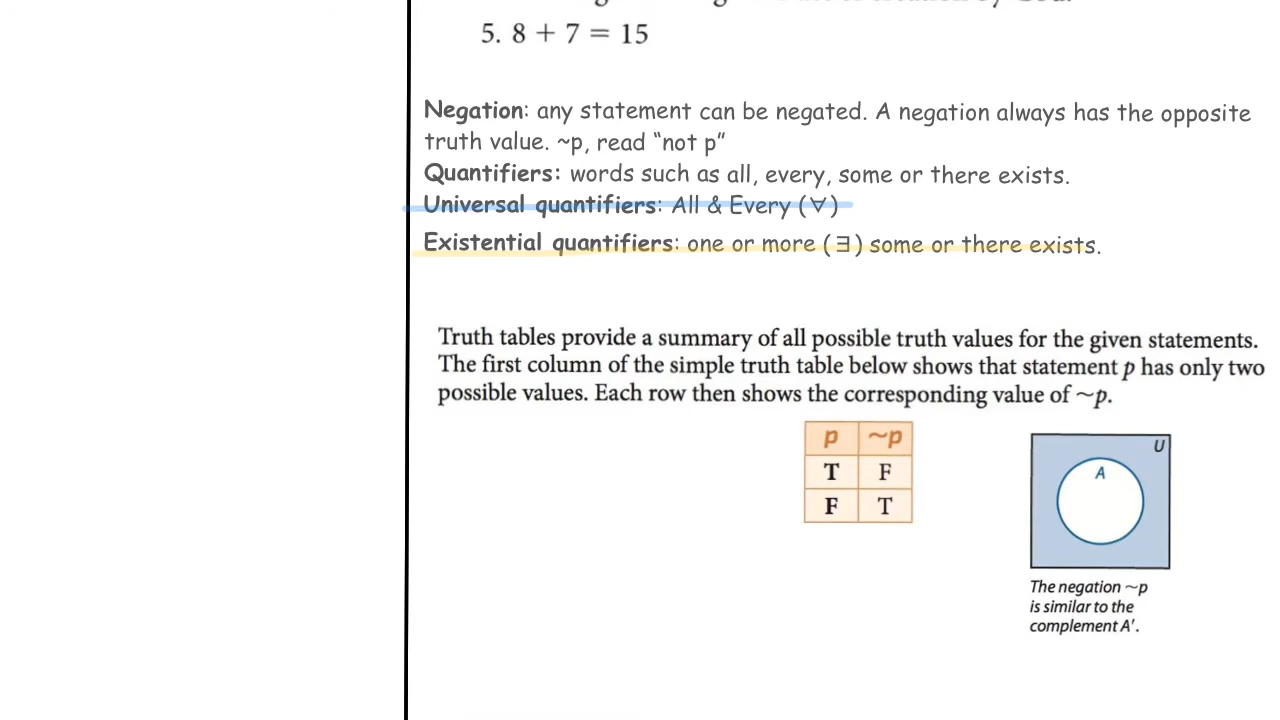 5. 8 + 7 = 15
Negation: any statement can be negated. A negation always has the opposite
truth value. ~p, read “not p”
Quantifiers: words such as all, every, some or there exists.
Universal quantifiers: All & Every (∀)
Existential quantifiers: one or more (∃) some or there exists.
Truth tables provide a summary of all possible truth values for the given statements.
The first column of the simple truth table below shows that statement p has only two
possible values. Each row then shows the corresponding value of ~p.
p ~p
T F
F T
U
A
The negation ~p
is similar to the
complement A′.